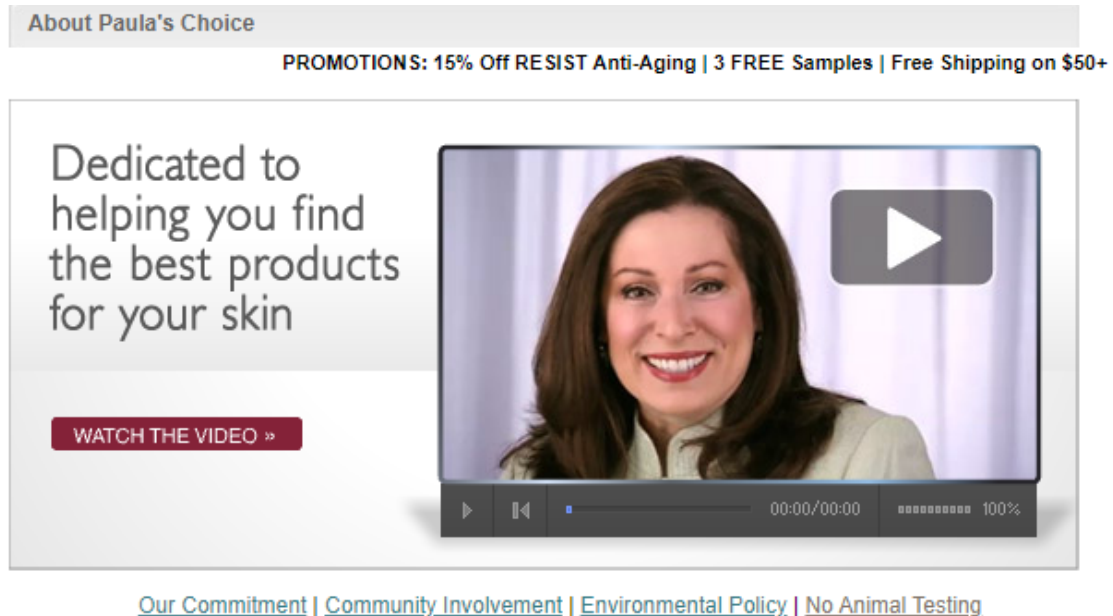 About Paula's Choice
PROMOTIONS: 15% Off RESIST Anti-Aging | 3 FREE Samples | Free Shipping on $50+
Dedicated to
helping you find
the best products
for your skin
WATCH THE VIDEO »
00:00/00:00 100%
Our Commitment | Community Involvement | Environmental Policy | No Animal Testing